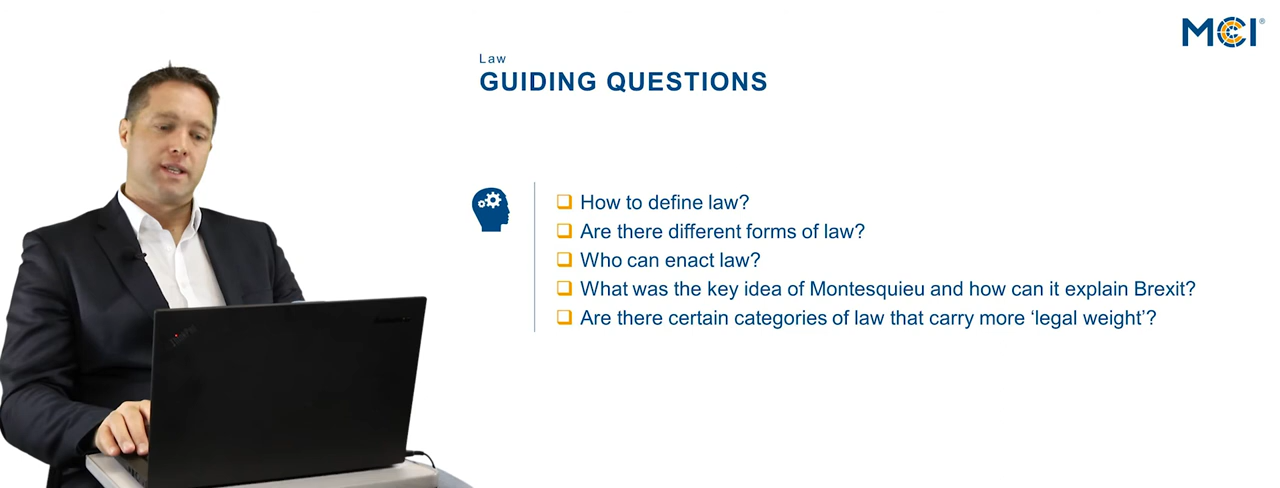 MCI®
Law
GUIDING QUESTIONS
How to define law?
Are there different forms of law?
Who can enact law?
What was the key idea of Montesquieu and how can it explain Brexit?
Are there certain categories of law that carry more ‘legal weight’?